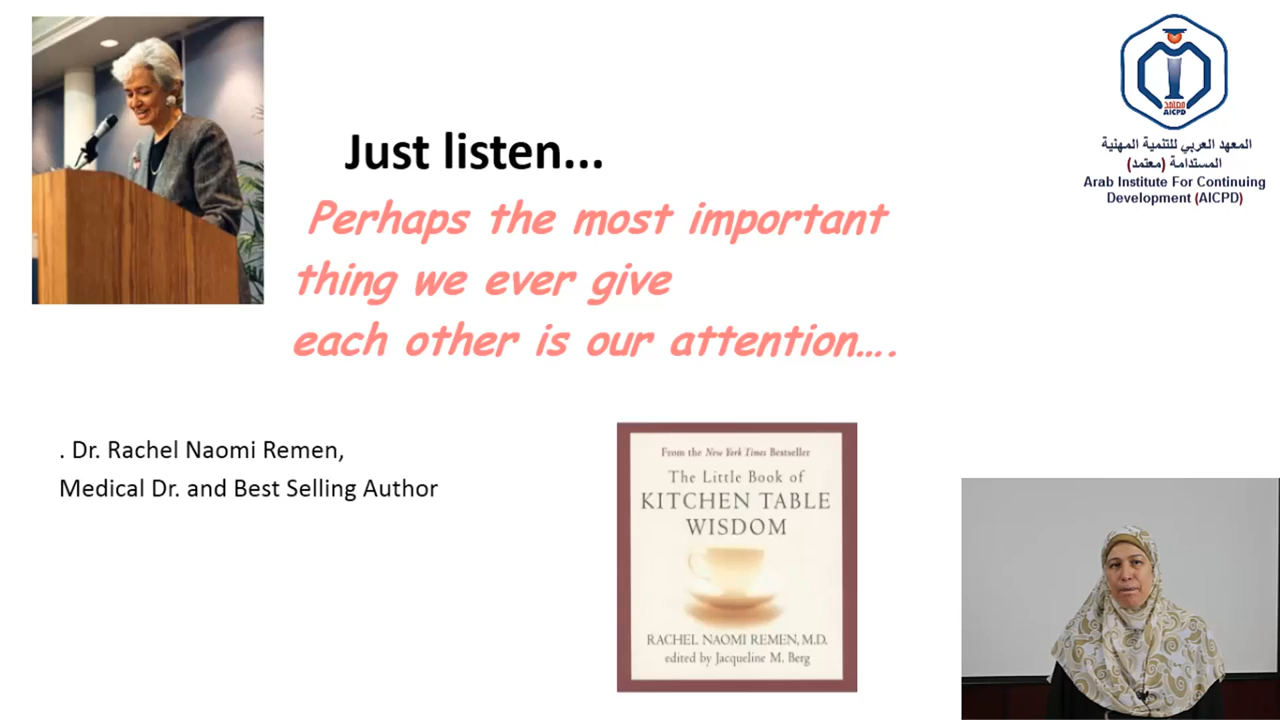 Just listen...
Perhaps the most important
thing we ever give
each other is our attention....
. Dr. Rachel Naomi Remen,
Medical Dr. and Best Selling Author
From the New York Times Bestseller
The Little Book of
KITCHEN TABLE
WISDOM
RACHEL NAOMI REMEN, M.D.
edited by Jacqueline M. Berg
معتمد
AICPD
المعهد العربي للتنمية المهنية
المستدامة (معتمد)
Arab Institute For Continuing
Development (AICPD)